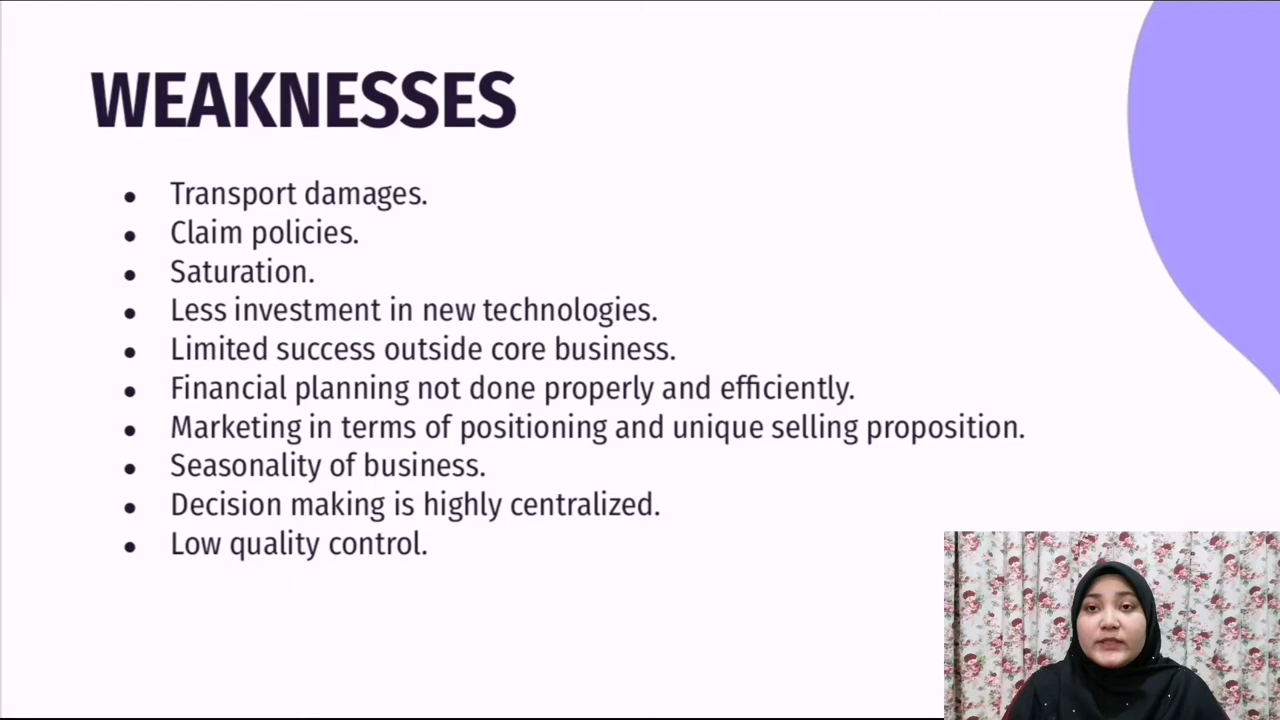 WEAKNESSES
● Transport damages.
● Claim policies.
● Saturation.
● Less investment in new technologies.
● Limited success outside core business.
● Financial planning not done properly and efficiently.
● Marketing in terms of positioning and unique selling proposition.
● Seasonality of business.
● Decision making is highly centralized.
● Low quality control.